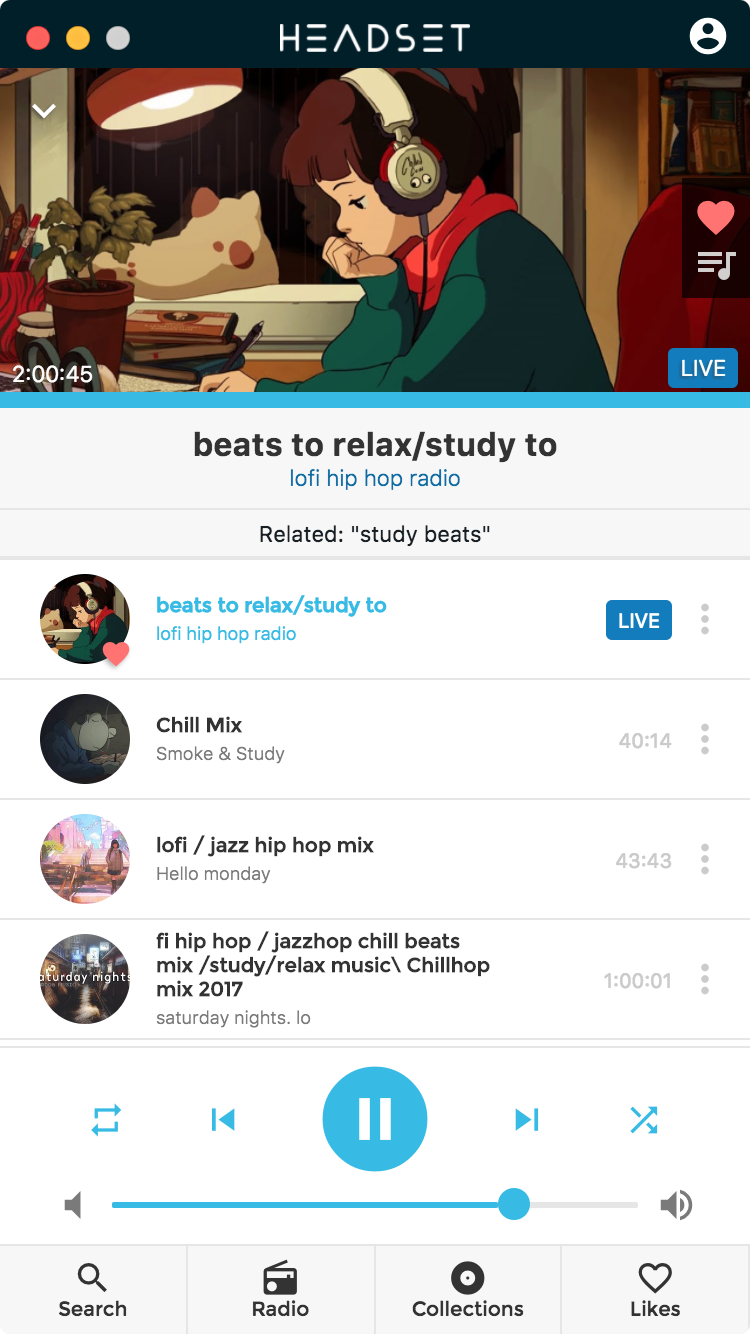 HEADSET
2:00:45
LIVE
beats to relax/study to
lofi hip hop radio
Related: "study beats"
beats to relax/study to
lofi hip hop radio
LIVE
Chill Mix
Smoke & Study
40:14
lofi / jazz hip hop mix
Hello monday
43:43
aturday nights
fi hip hop / jazzhop chill beats
mix /study/relax music\ Chillhop
mix 2017
saturday nights. lo
1:00:01
Search
Radio
Collections
Likes